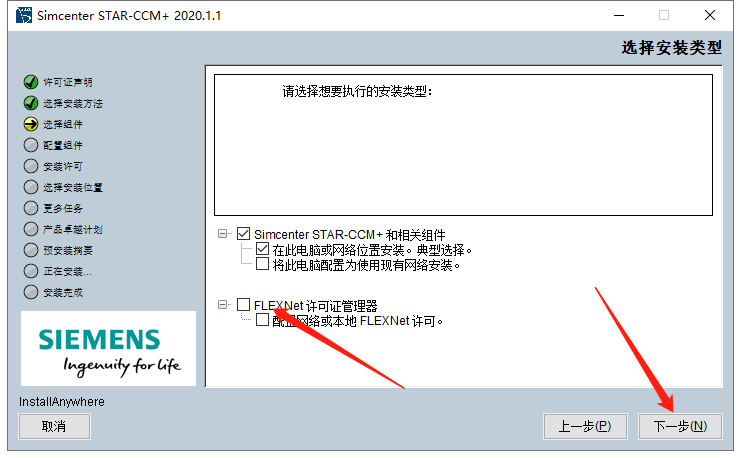 Simcenter STAR-CCM+ 2020.1.1
选择安装类型
许可证声明
选择安装方法
选择组件
配置组件
安装许可
选择安装位置
更多任务
产品卓越计划
预安装摘要
正在安装...
安装完成
SIEMENS
Ingenuity for life
请选择想要执行的安装类型：
Simcenter STAR-CCM+ 和相关组件
在此电脑或网络位置安装。典型选择。
将此电脑配置为使用现有网络安装。
FLEXNet 许可证管理器
配置网络或本地 FLEXNet 许可。
InstallAnywhere
取消
上一步(P)
下一步(N)